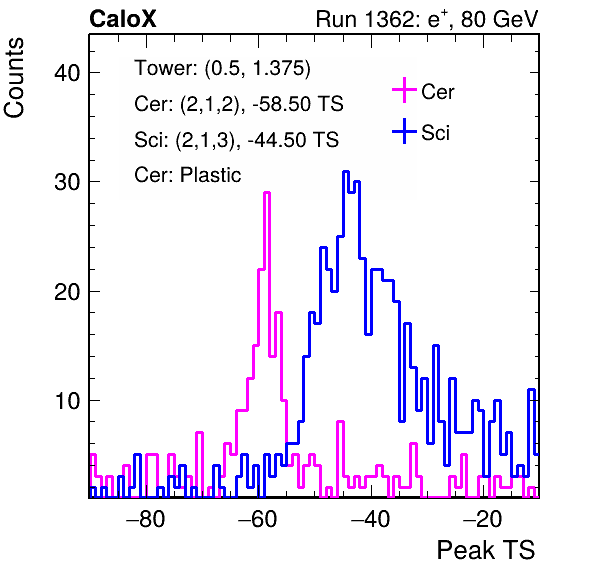 CaloX Run 1362: e⁺, 80 GeV
Counts
Tower: (0.5, 1.375)
Cer: (2,1,2), -58.50 TS
Sci: (2,1,3), -44.50 TS
Cer: Plastic
Cer
Sci
40
30
20
10
−80 −60 −40 −20
Peak TS